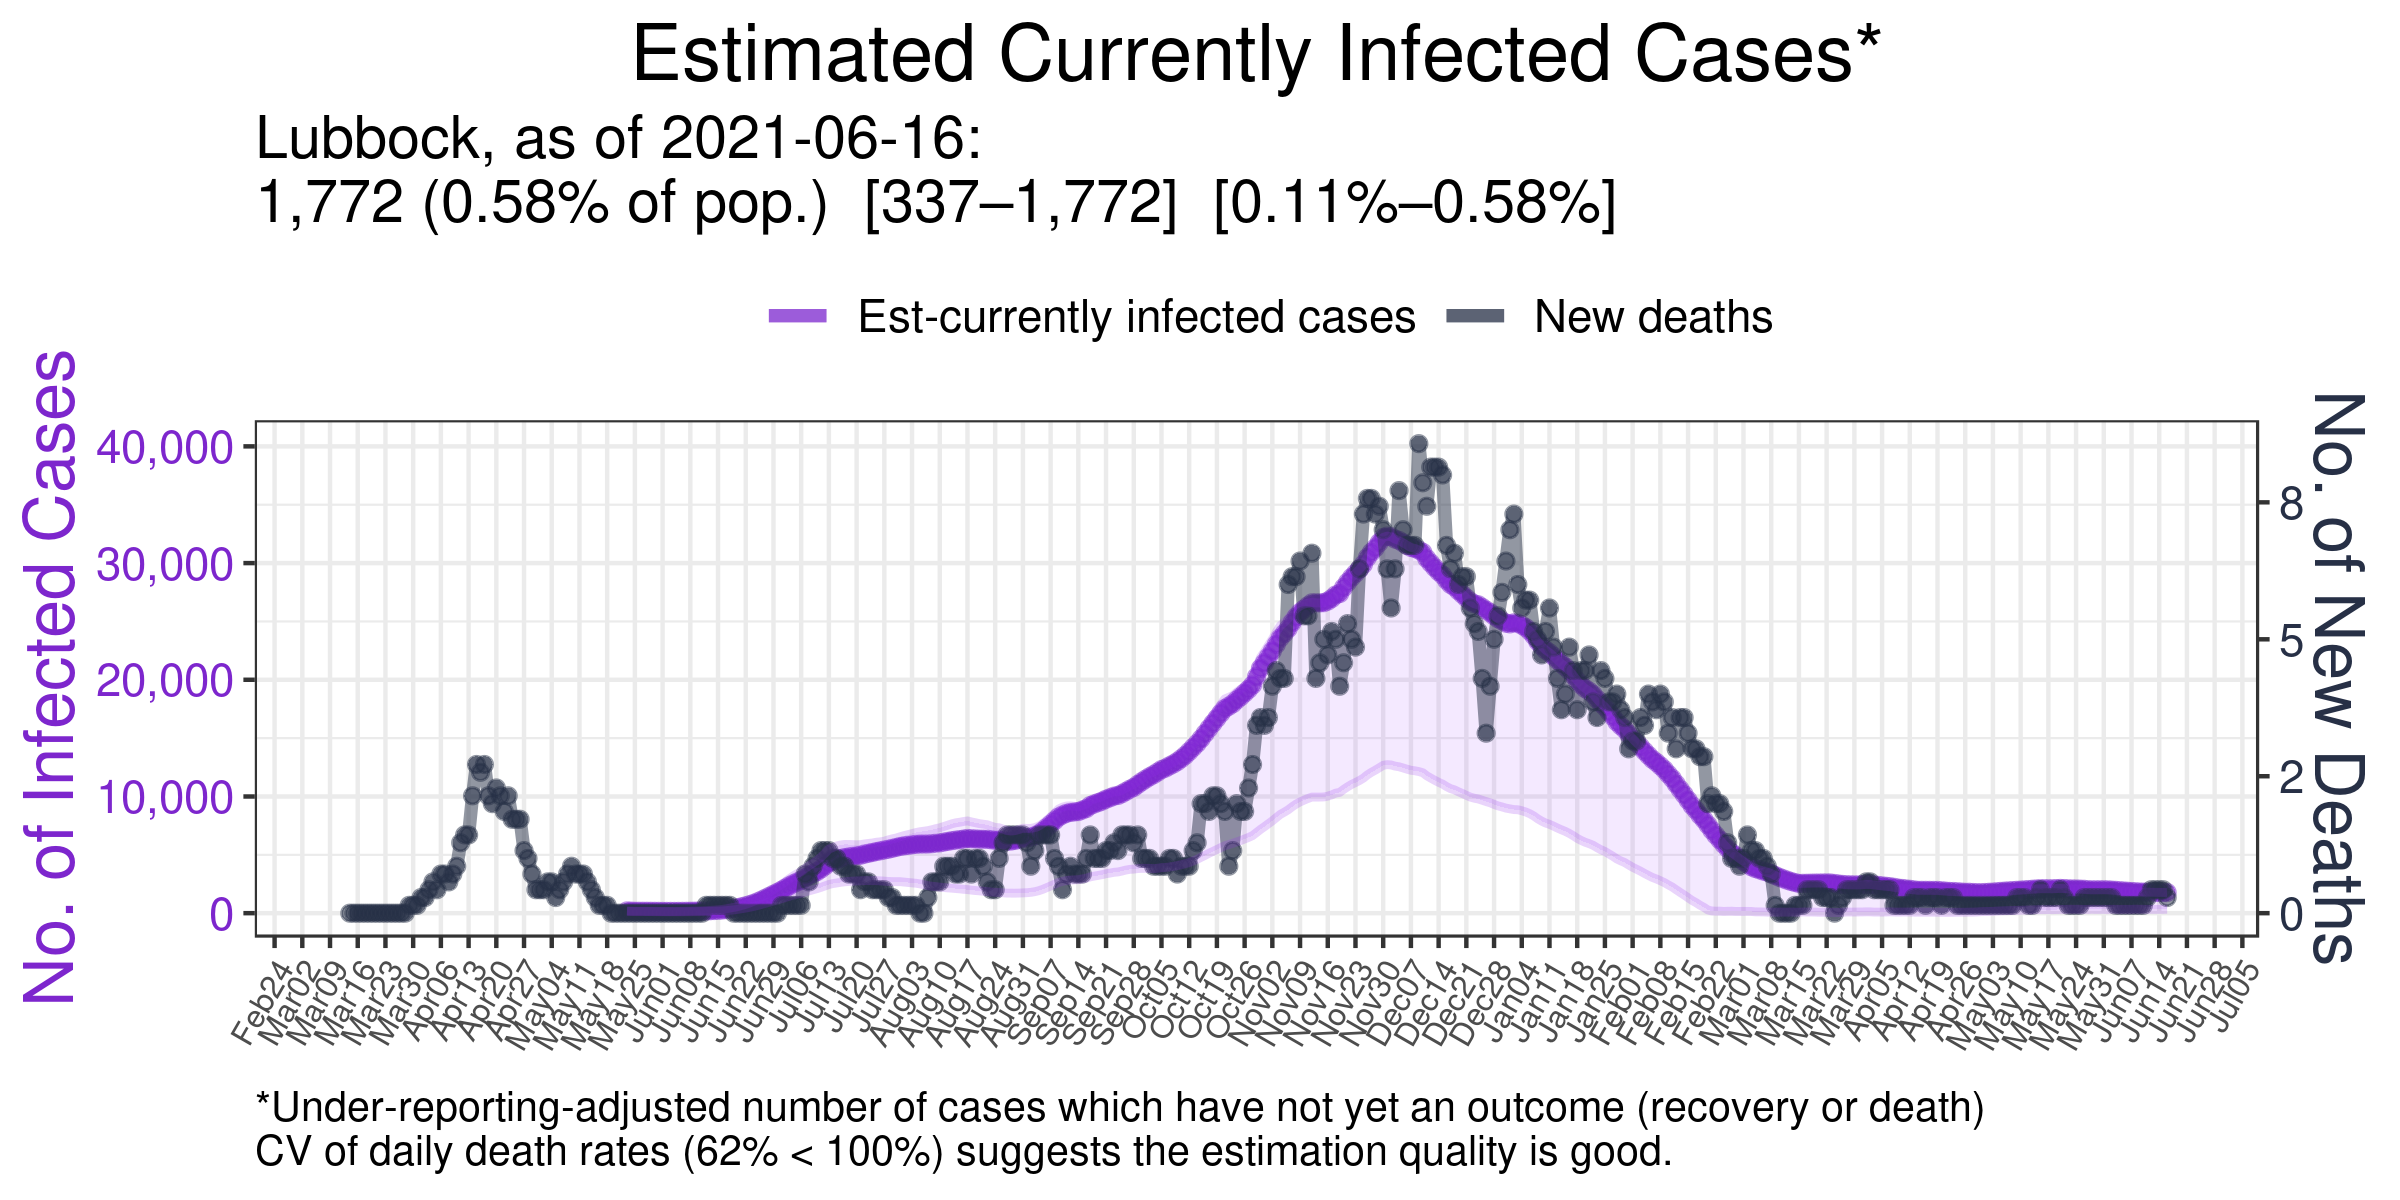 Estimated Currently Infected Cases*
Lubbock, as of 2021-06-16:
1,772 (0.58% of pop.)  [337–1,772]  [0.11%–0.58%]
Est-currently infected cases
New deaths
No. of Infected Cases
40,000
30,000
20,000
10,000
0
No. of New Deaths
8
5
2
0
Feb24
Mar02
Mar09
Mar16
Mar23
Mar30
Apr06
Apr13
Apr20
Apr27
May04
May11
May18
May25
Jun01
Jun08
Jun15
Jun22
Jun29
Jul06
Jul13
Jul20
Jul27
Aug03
Aug10
Aug17
Aug24
Aug31
Sep07
Sep14
Sep21
Sep28
Oct05
Oct12
Oct19
Oct26
Nov02
Nov09
Nov16
Nov23
Nov30
Dec07
Dec14
Dec21
Dec28
Jan04
Jan11
Jan18
Jan25
Feb01
Feb08
Feb15
Feb22
Mar01
Mar08
Mar15
Mar22
Mar29
Apr05
Apr12
Apr19
Apr26
May03
May10
May17
May24
May31
Jun07
Jun14
Jun21
Jun28
Jul05
*Under-reporting-adjusted number of cases which have not yet an outcome (recovery or death)
CV of daily death rates (62% < 100%) suggests the estimation quality is good.